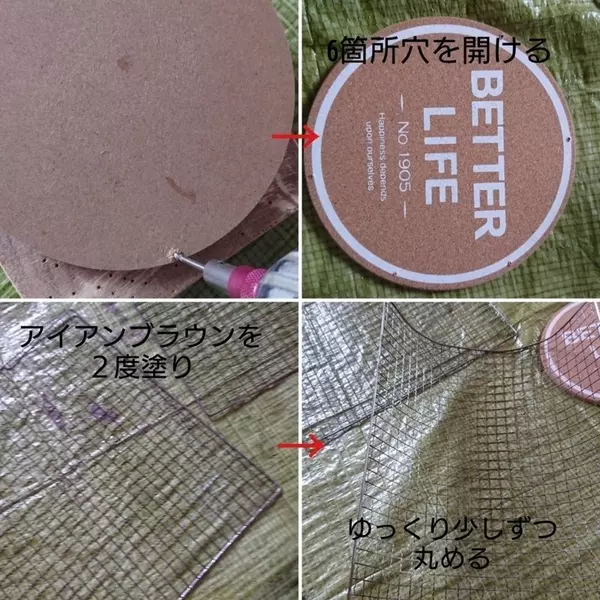 6箇所穴を開ける
BETTER
LIFE
No 1905
Happiness depends
upon ourselves
アイアンブラウンを
２度塗り
ゆっくり少しずつ
丸める